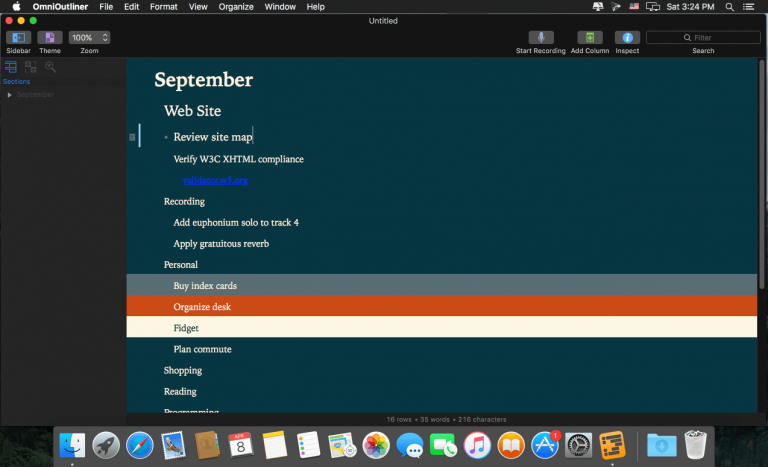 OmniOutliner File Edit Format View Organize Window Help Sat 3:24 PM
Untitled
100%
Filter
Sidebar Theme Zoom Start Recording Add Column Inspect Search
Sections
September
September
Web Site
Review site map
Verify W3C XHTML compliance
validator.w3.org
Recording
Add euphonium solo to track 4
Apply gratuitous reverb
Personal
Buy index cards
Organize desk
Fidget
Plan commute
Shopping
Reading
Programming
16 rows • 35 words • 216 characters
APR
8
1